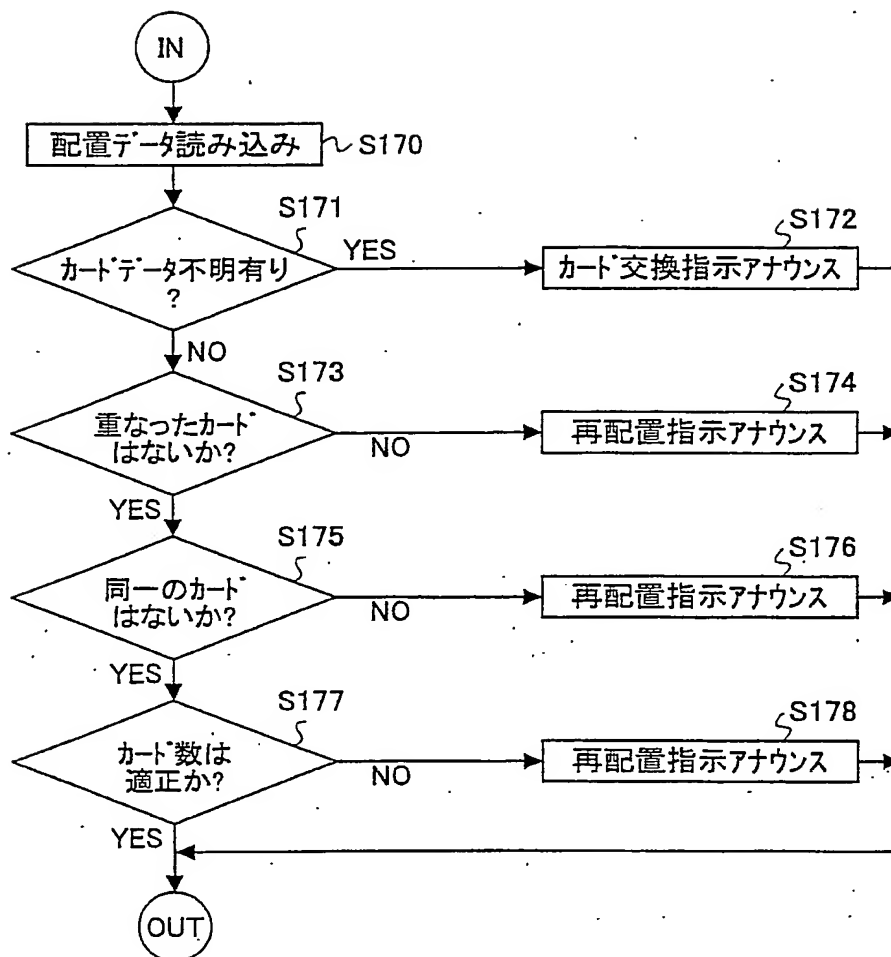 IN
配置データ読み込み
S170
S171
カードデータ不明有り
?
YES
S172
カード交換指示アナウンス
NO
S173
重なったカード
はないか?
NO
S174
再配置指示アナウンス
YES
S175
同一のカード
はないか?
NO
S176
再配置指示アナウンス
YES
S177
カード数は
適正か?
NO
S178
再配置指示アナウンス
YES
OUT